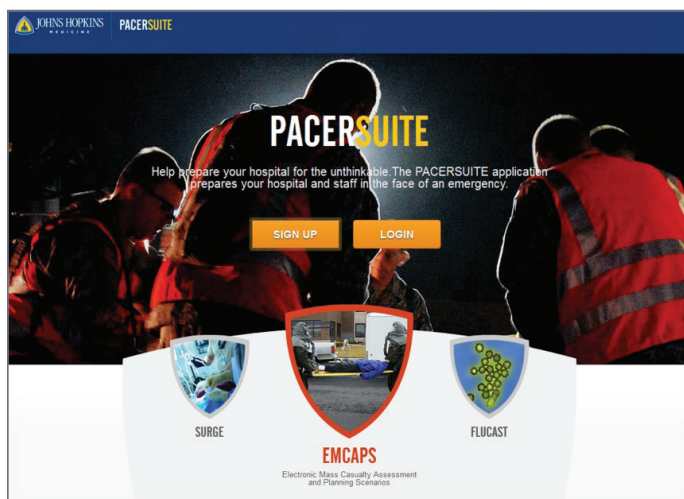 JOHNS HOPKINS
MEDICINE
PACERSUITE
PACERSUITE
Help prepare your hospital for the unthinkable.The PACERSUITE application
prepares your hospital and staff in the face of an emergency.
SIGN UP
LOGIN
SURGE
FLUCAST
EMCAPS
Electronic Mass Casualty Assessment
and Planning Scenarios